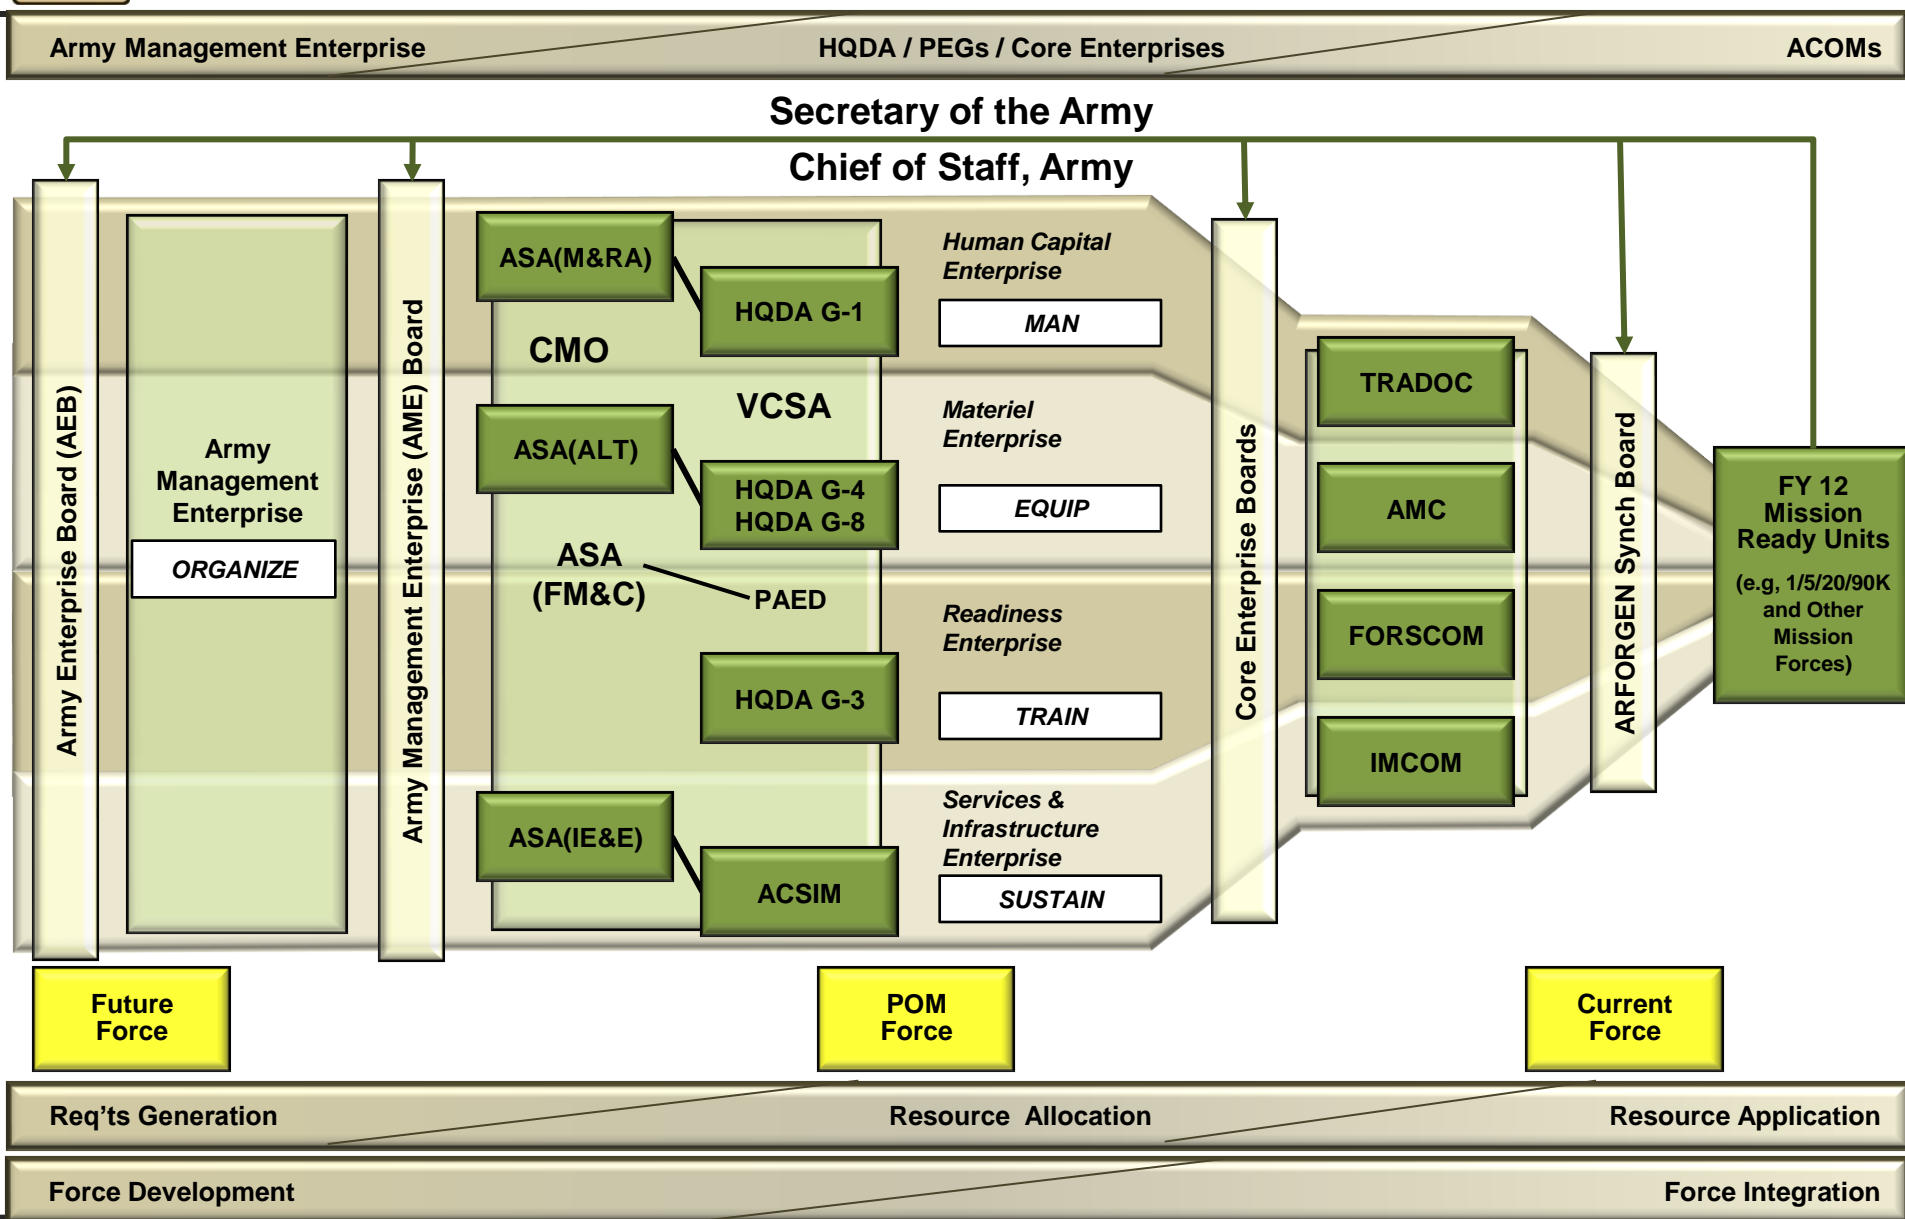 Army Management Enterprise
HQDA / PEGs / Core Enterprises
ACOMs
Secretary of the Army
Chief of Staff, Army
Army Enterprise Board (AEB)
Army
Management
Enterprise
ORGANIZE
Army Management Enterprise (AME) Board
ASA(M&RA)
HQDA G-1
CMO
VCSA
ASA(ALT)
HQDA G-4
HQDA G-8
ASA
(FM&C)
PAED
HQDA G-3
ASA(IE&E)
ACSIM
Human Capital
Enterprise
MAN
Materiel
Enterprise
EQUIP
Readiness
Enterprise
TRAIN
Services &
Infrastructure
Enterprise
SUSTAIN
Core Enterprise Boards
TRADOC
AMC
FORSCOM
IMCOM
ARFORGEN Synch Board
FY 12
Mission
Ready Units
(e.g, 1/5/20/90K
and Other
Mission
Forces)
Future
Force
POM
Force
Current
Force
Req'ts Generation
Resource Allocation
Resource Application
Force Development
Force Integration